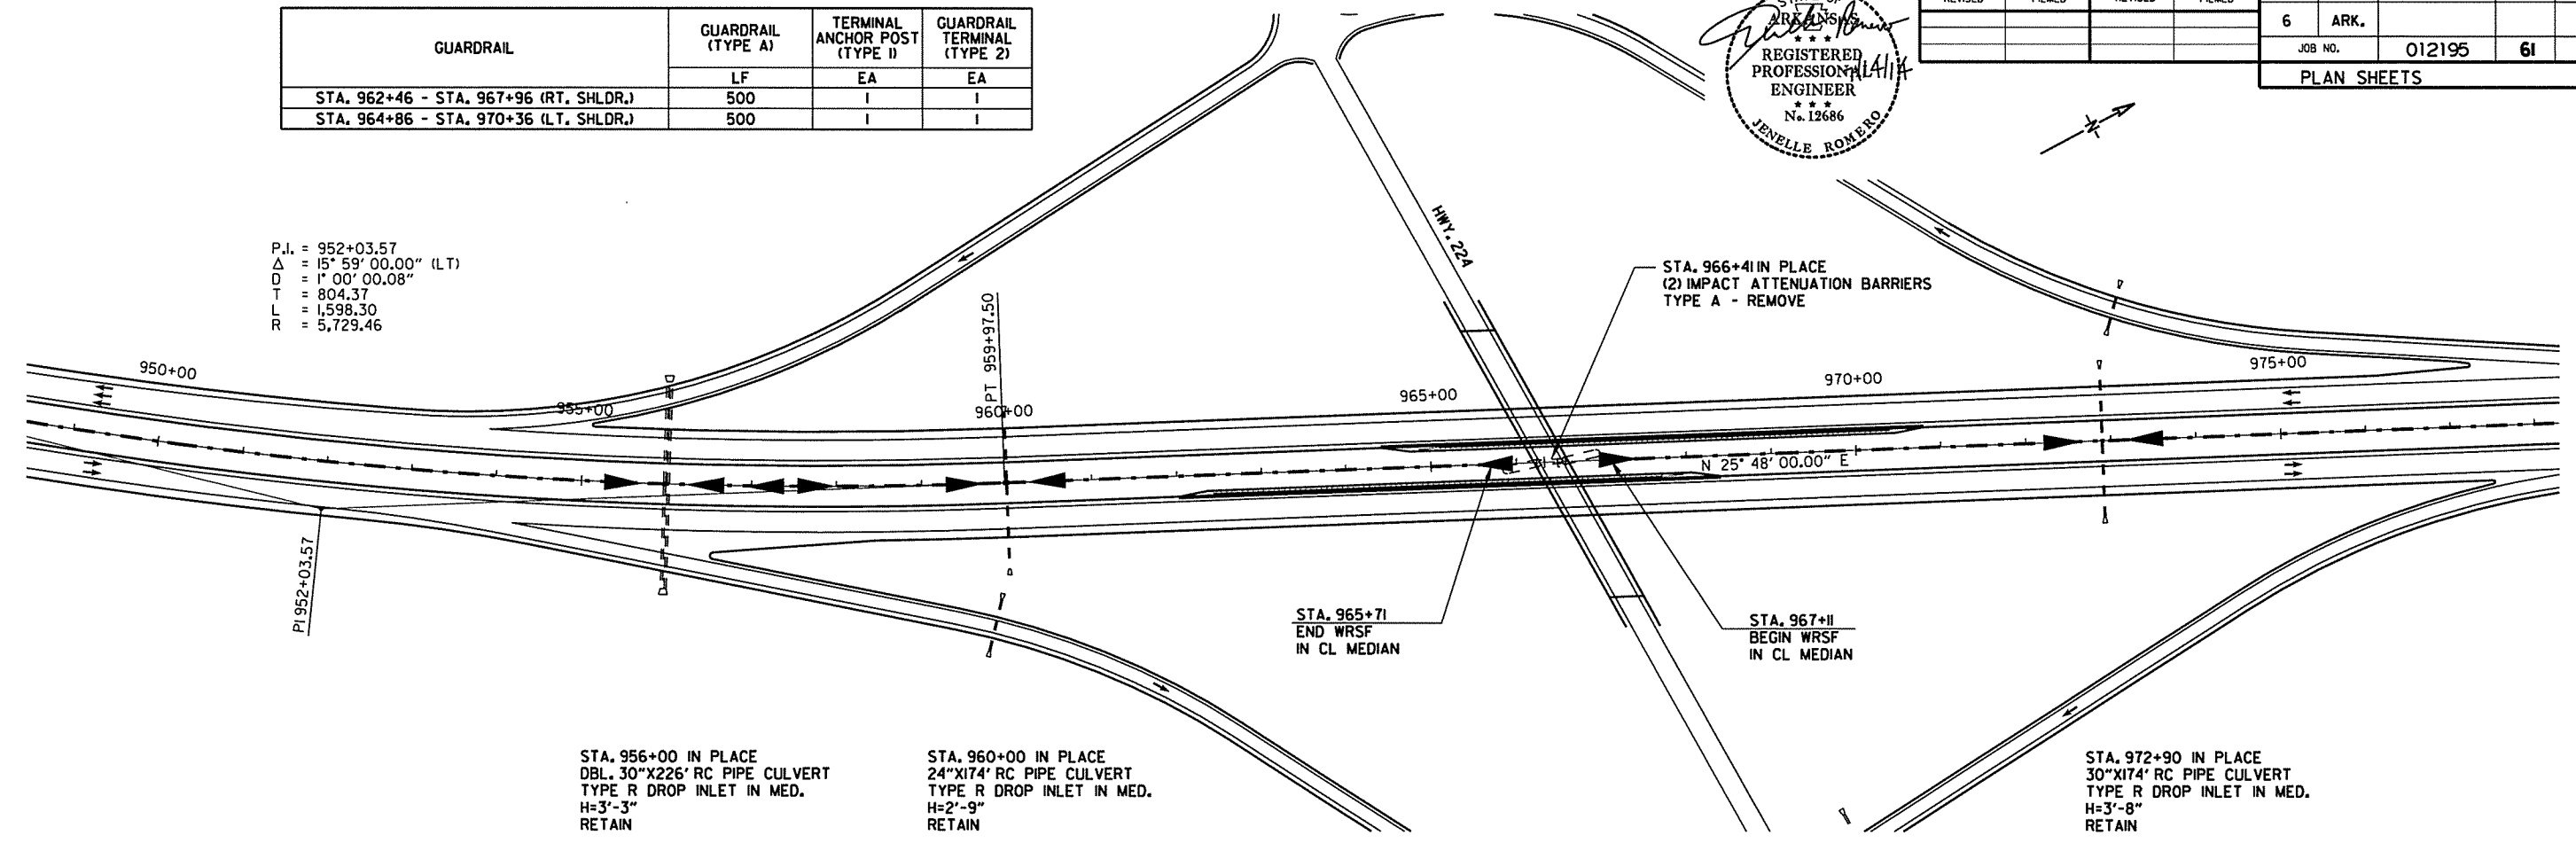 GUARDRAIL
GUARDRAIL (TYPE A)
TERMINAL ANCHOR POST (TYPE 1)
GUARDRAIL TERMINAL (TYPE 2)
LF EA EA
STA. 962+46 - STA. 967+96 (RT. SHLDR.) 500 1 1
STA. 964+86 - STA. 970+36 (LT. SHLDR.) 500 1 1
ARKANSAS
REGISTERED
PROFESSIONAL
ENGINEER
No. 12686
JENELLE ROMERO
6 ARK.
JOB NO. 012195 61
PLAN SHEETS
N
P.I. = 952+03.57
Δ = 15° 59' 00.00" (LT)
D = 1° 00' 00.08"
T = 804.37
L = 1,598.30
R = 5,729.46
HWY. 224
STA. 966+41 IN PLACE
(2) IMPACT ATTENUATION BARRIERS
TYPE A - REMOVE
950+00
955+00
PT 959+97.50
960+00
965+00
970+00
975+00
N 25° 48' 00.00" E
PI 952+03.57
STA. 965+71
END WRSF
IN CL MEDIAN
STA. 967+11
BEGIN WRSF
IN CL MEDIAN
STA. 956+00 IN PLACE
DBL. 30"X226' RC PIPE CULVERT
TYPE R DROP INLET IN MED.
H=3'-3"
RETAIN
STA. 960+00 IN PLACE
24"X174' RC PIPE CULVERT
TYPE R DROP INLET IN MED.
H=2'-9"
RETAIN
STA. 972+90 IN PLACE
30"X174' RC PIPE CULVERT
TYPE R DROP INLET IN MED.
H=3'-8"
RETAIN